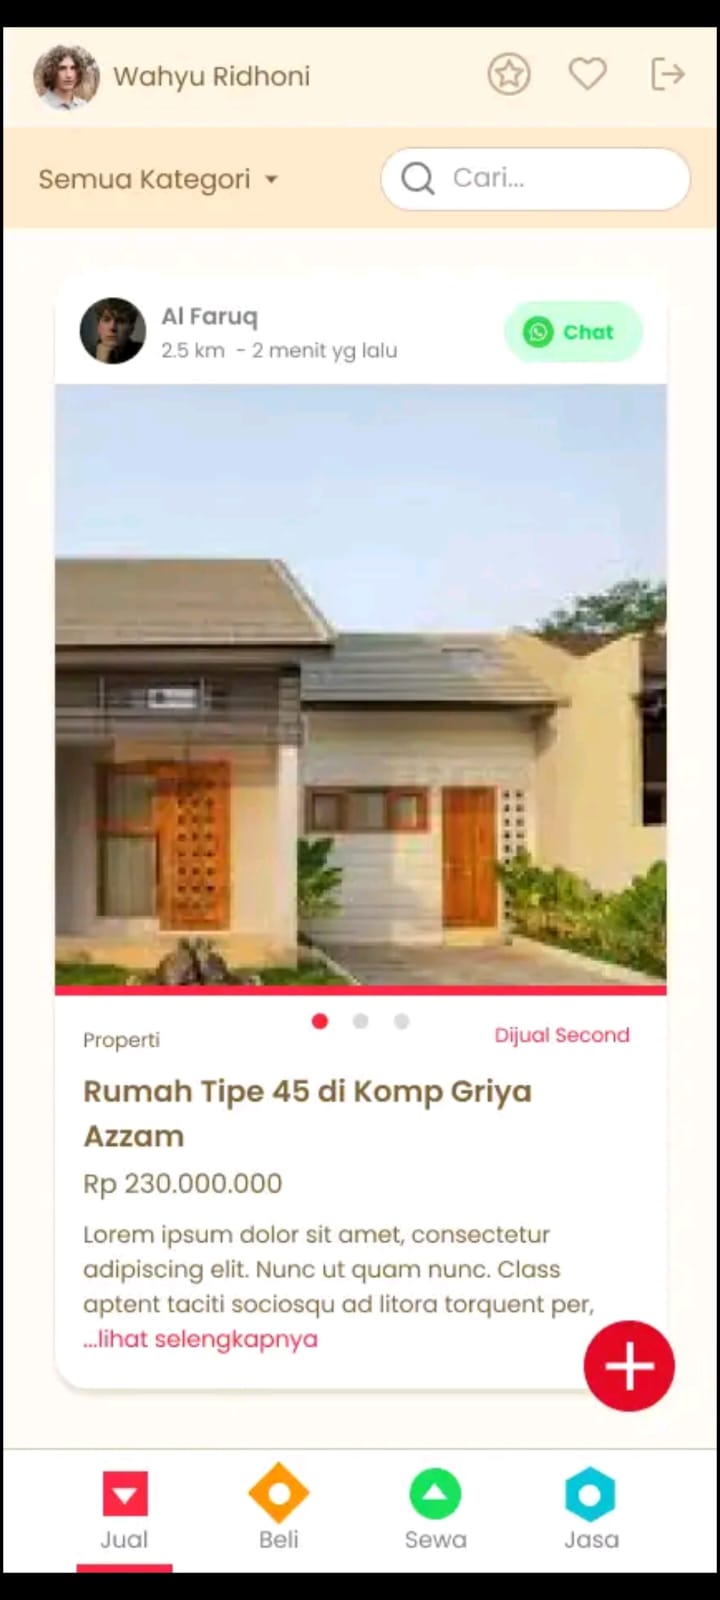 Wahyu Ridhoni
Semua Kategori
Cari...
Al Faruq
2.5 km - 2 menit yg lalu
Chat
Properti
Dijual Second
Rumah Tipe 45 di Komp Griya
Azzam
Rp 230.000.000
Lorem ipsum dolor sit amet, consectetur
adipiscing elit. Nunc ut quam nunc. Class
aptent taciti sociosqu ad litora torquent per,
...lihat selengkapnya
Jual
Beli
Sewa
Jasa